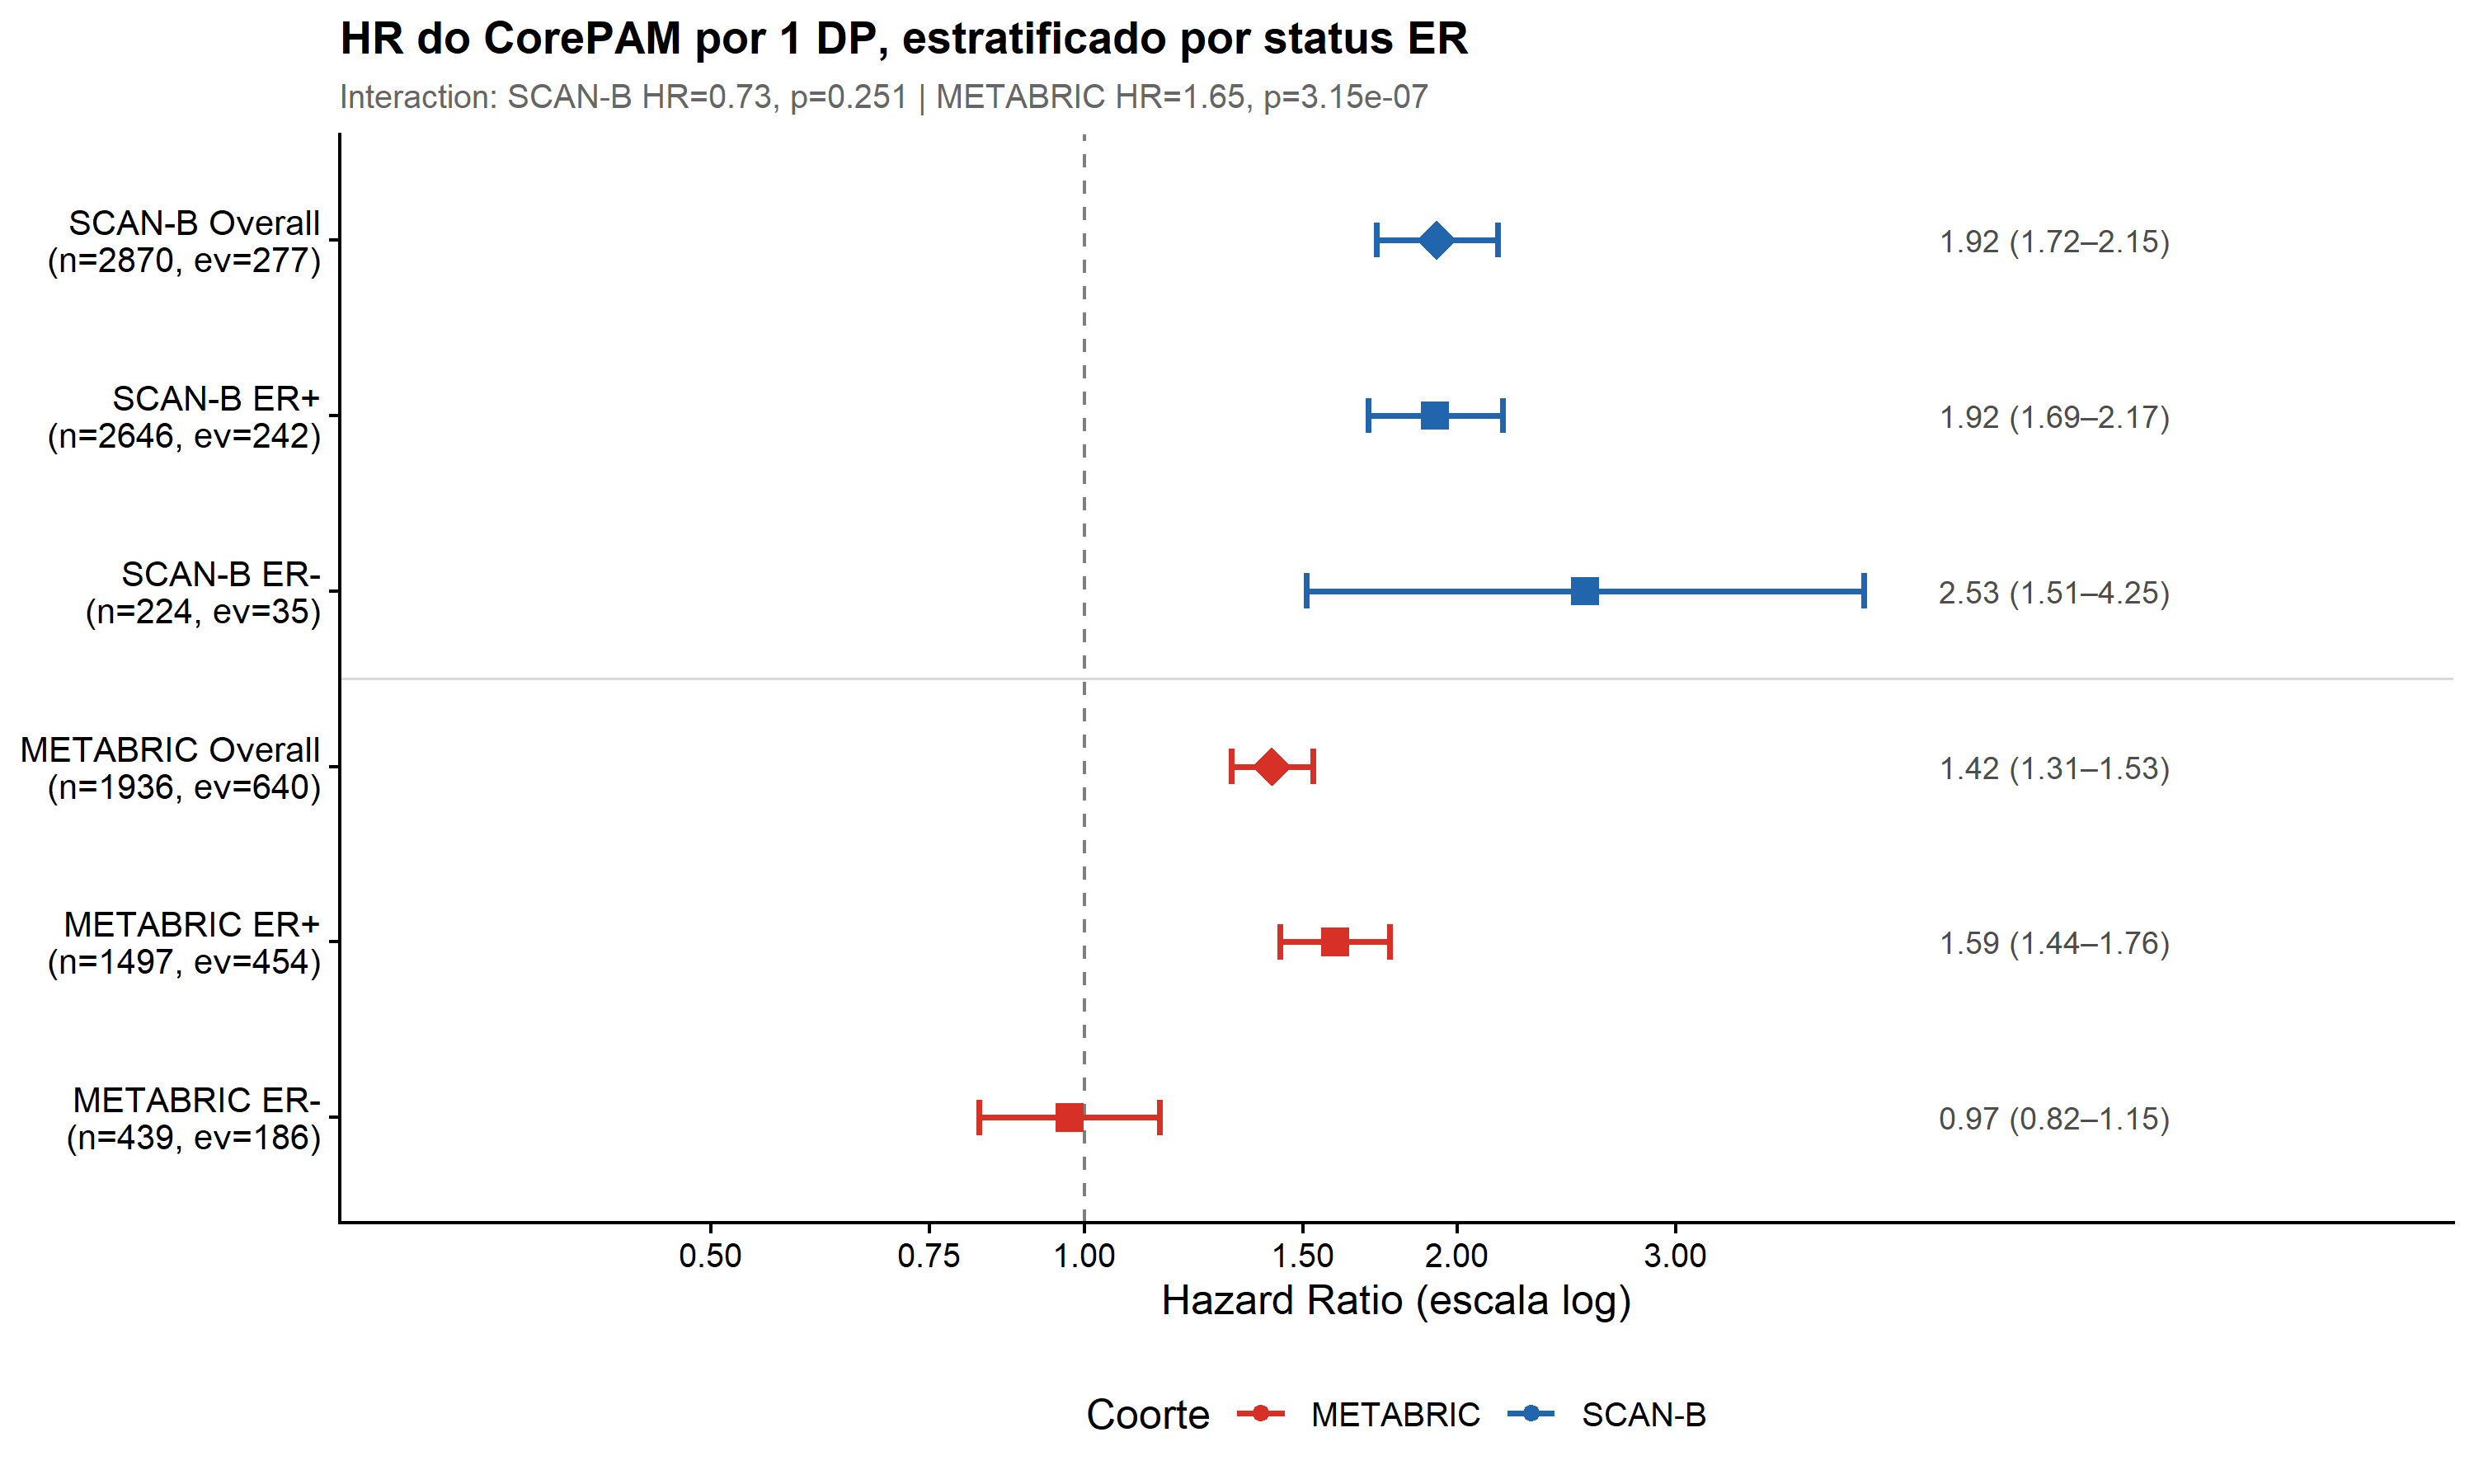 HR do CorePAM por 1 DP, estratificado por status ER
Interaction: SCAN-B HR=0.73, p=0.251 | METABRIC HR=1.65, p=3.15e-07
SCAN-B Overall
(n=2870, ev=277)
1.92 (1.72–2.15)
SCAN-B ER+
(n=2646, ev=242)
1.92 (1.69–2.17)
SCAN-B ER-
(n=224, ev=35)
2.53 (1.51–4.25)
METABRIC Overall
(n=1936, ev=640)
1.42 (1.31–1.53)
METABRIC ER+
(n=1497, ev=454)
1.59 (1.44–1.76)
METABRIC ER-
(n=439, ev=186)
0.97 (0.82–1.15)
0.50 0.75 1.00 1.50 2.00 3.00
Hazard Ratio (escala log)
Coorte METABRIC SCAN-B